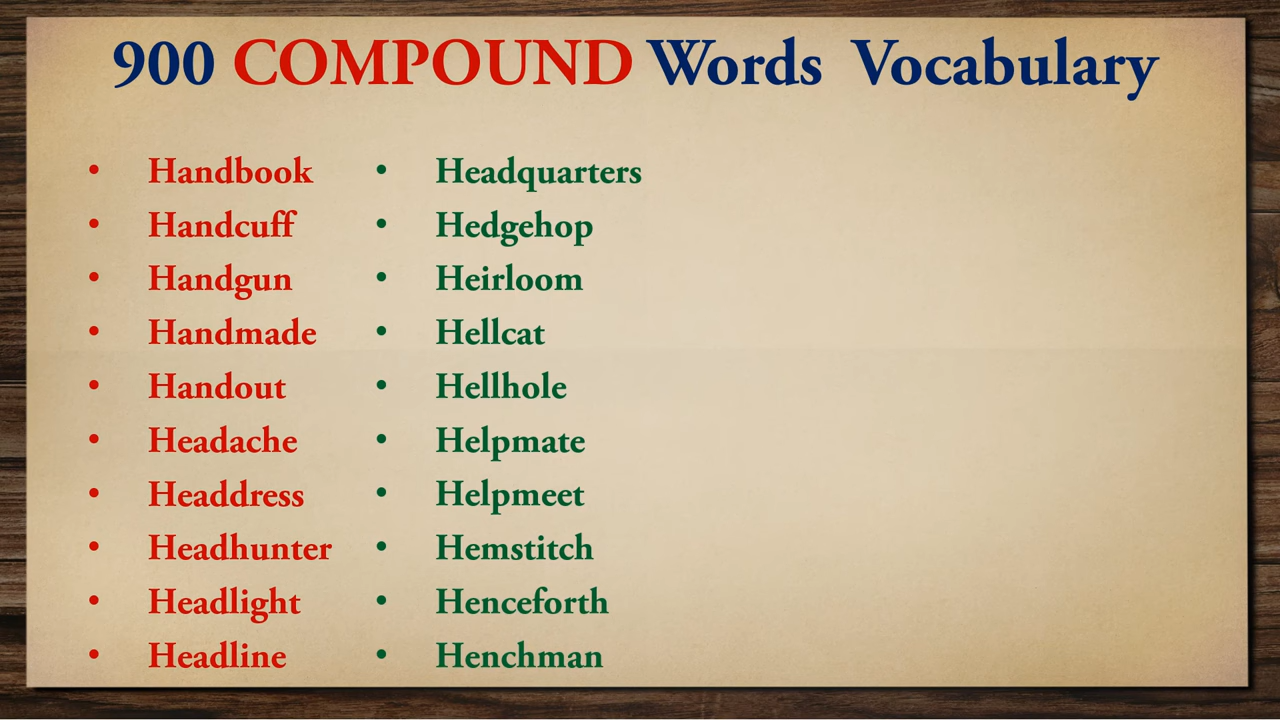 900 COMPOUND Words Vocabulary
• Handbook
• Handcuff
• Handgun
• Handmade
• Handout
• Headache
• Headdress
• Headhunter
• Headlight
• Headline
• Headquarters
• Hedgehop
• Heirloom
• Hellcat
• Hellhole
• Helpmate
• Helpmeet
• Hemstitch
• Henceforth
• Henchman